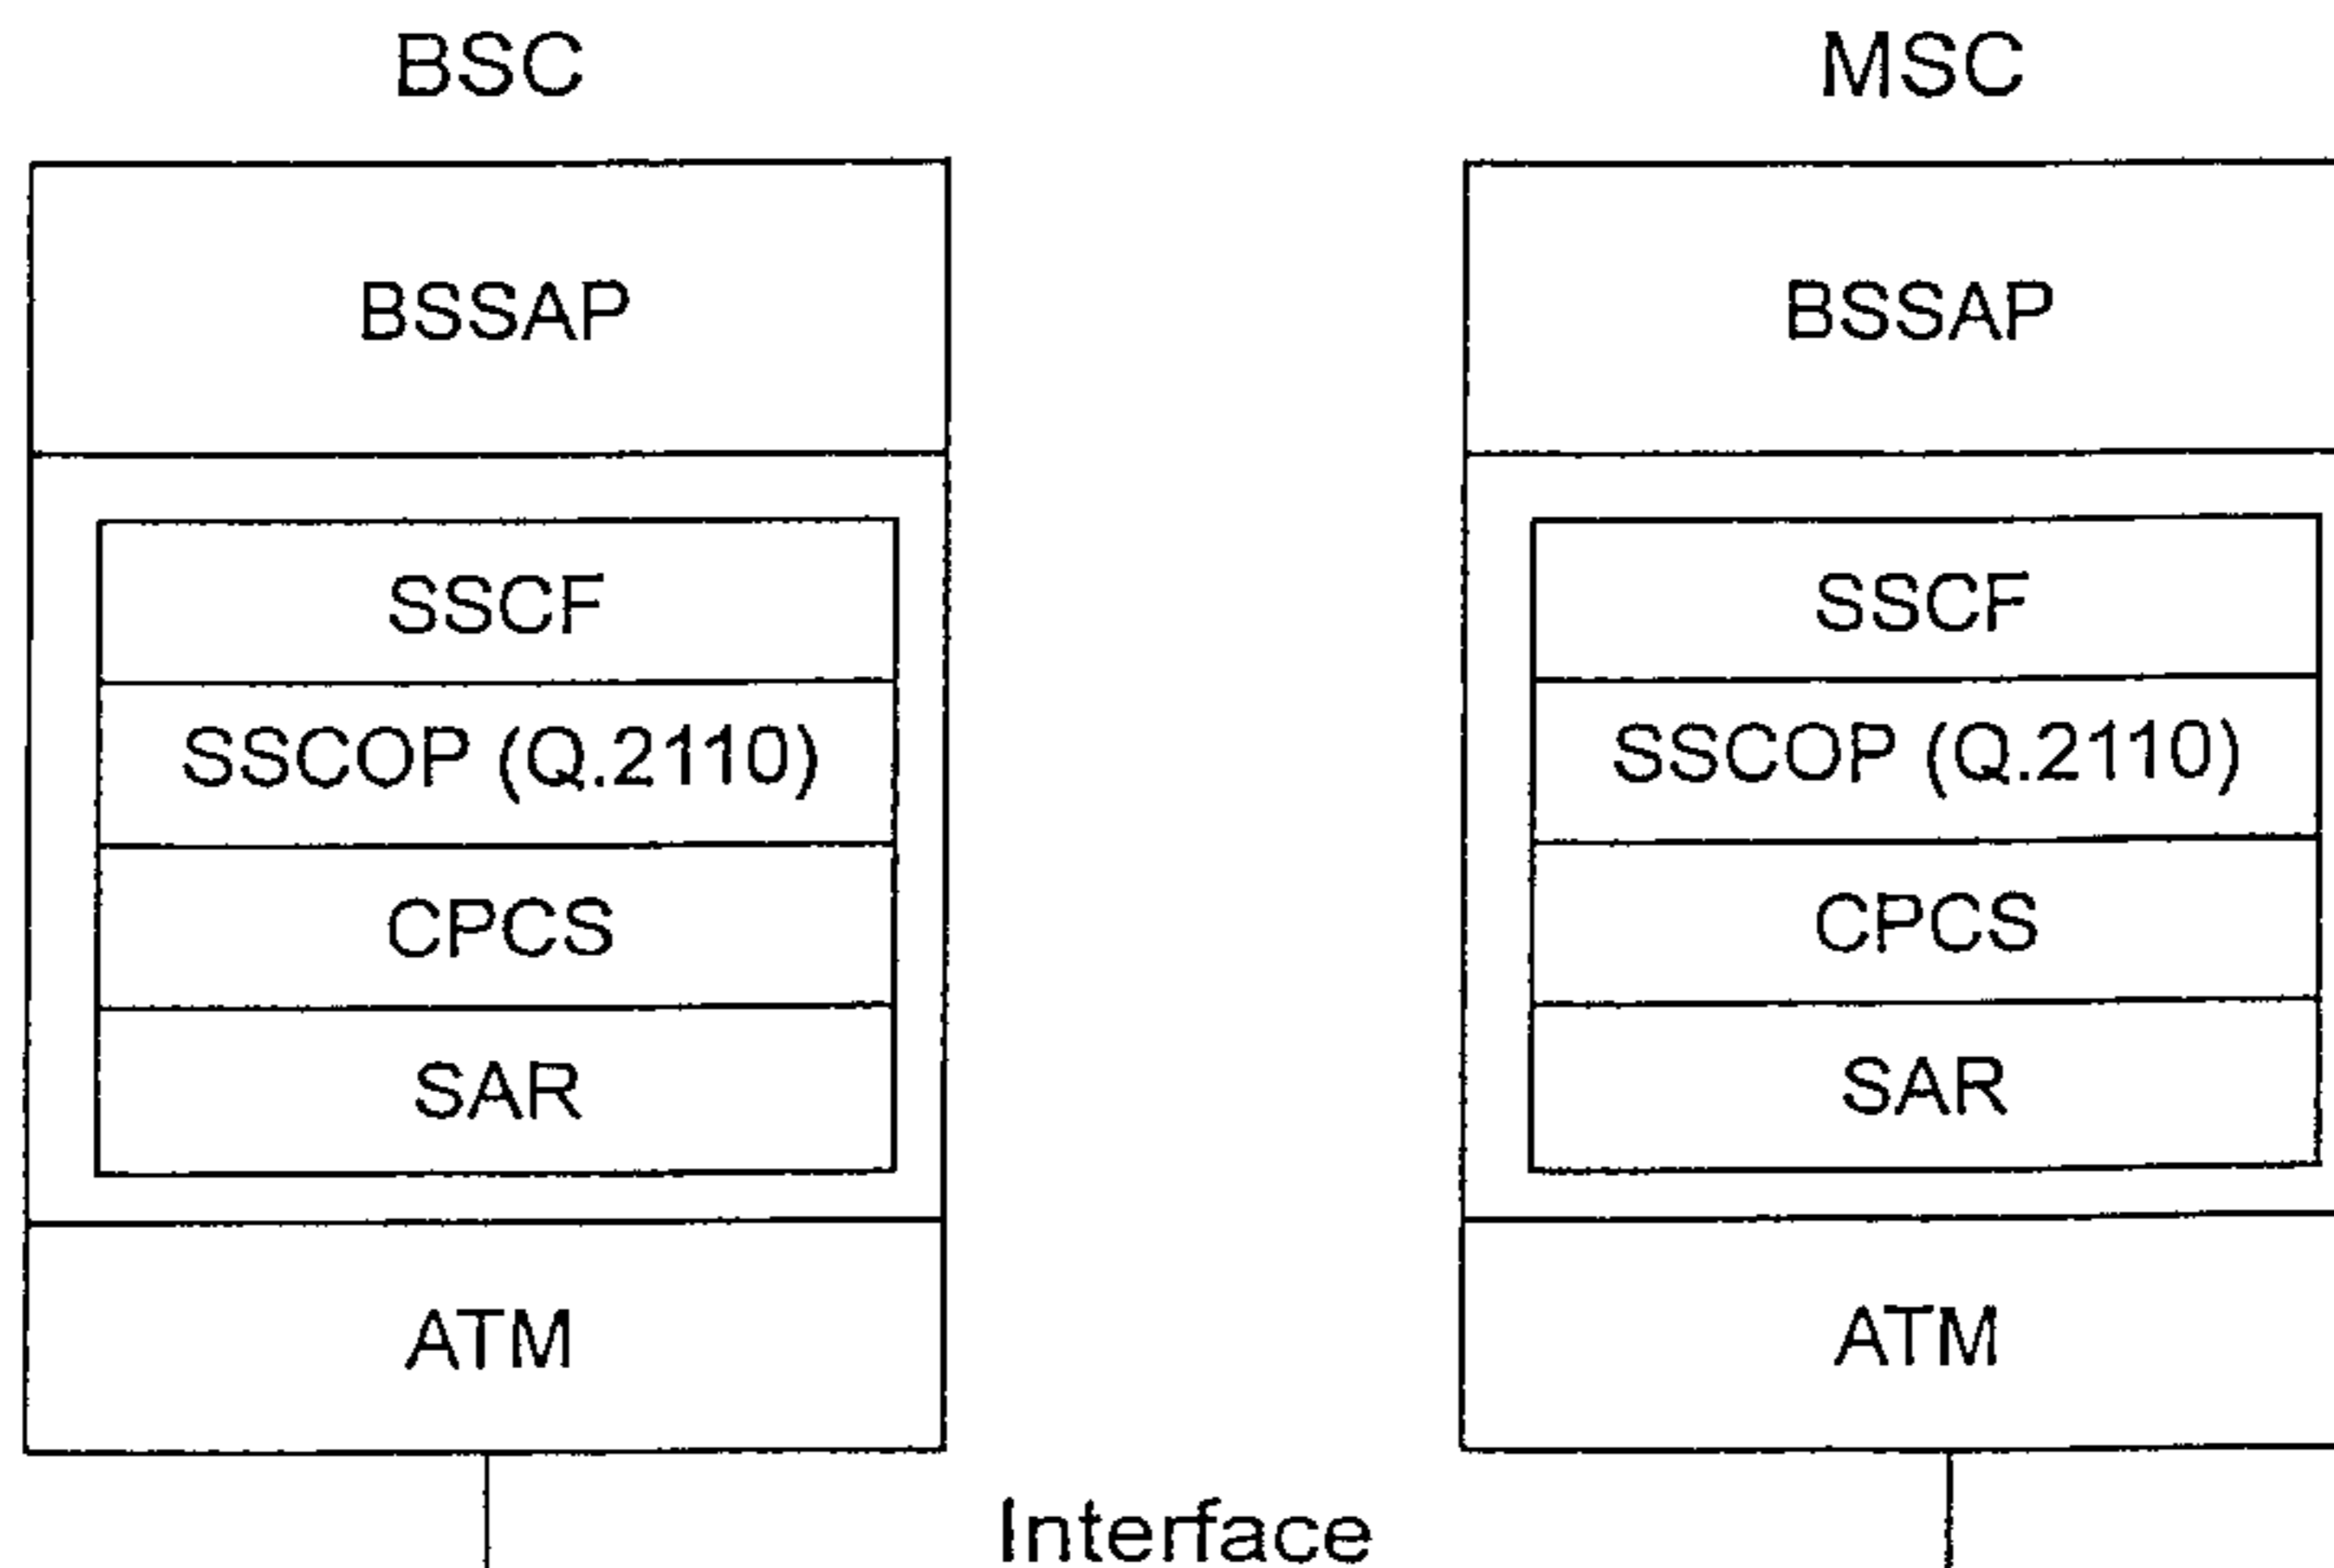 BSC
BSSAP
SSCF
SSCOP (Q.2110)
CPCS
SAR
ATM
MSC
BSSAP
SSCF
SSCOP (Q.2110)
CPCS
SAR
ATM
Interface